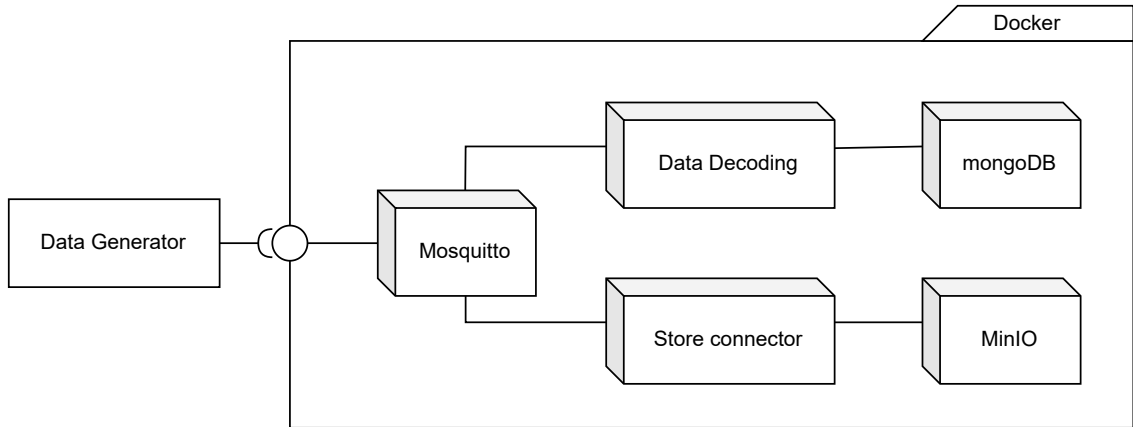 Docker
Data Decoding
mongoDB
Data Generator
Mosquitto
Store connector
MinIO